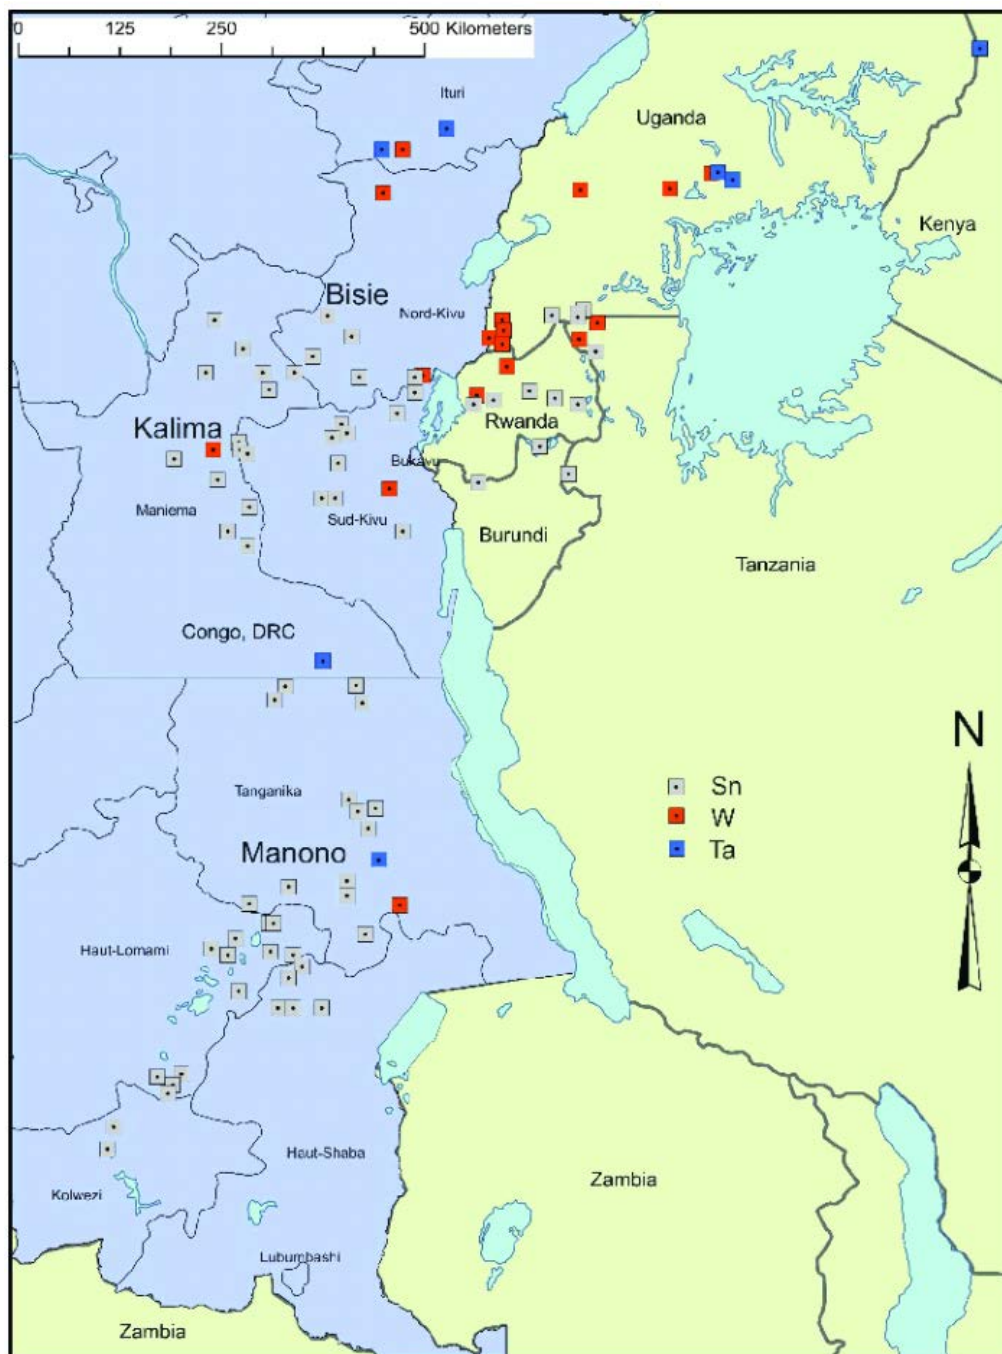 0 125 250 500 Kilometers
Ituri
Uganda
Kenya
Bisie
Nord-Kivu
Kalima
Rwanda
Bukavu
Maniema
Sud-Kivu
Burundi
Tanzania
Congo, DRC
N
Sn
Tanganika
W
Manono
Ta
Haut-Lomami
Haut-Shaba
Zambia
Kolwezi
Lubumbashi
Zambia